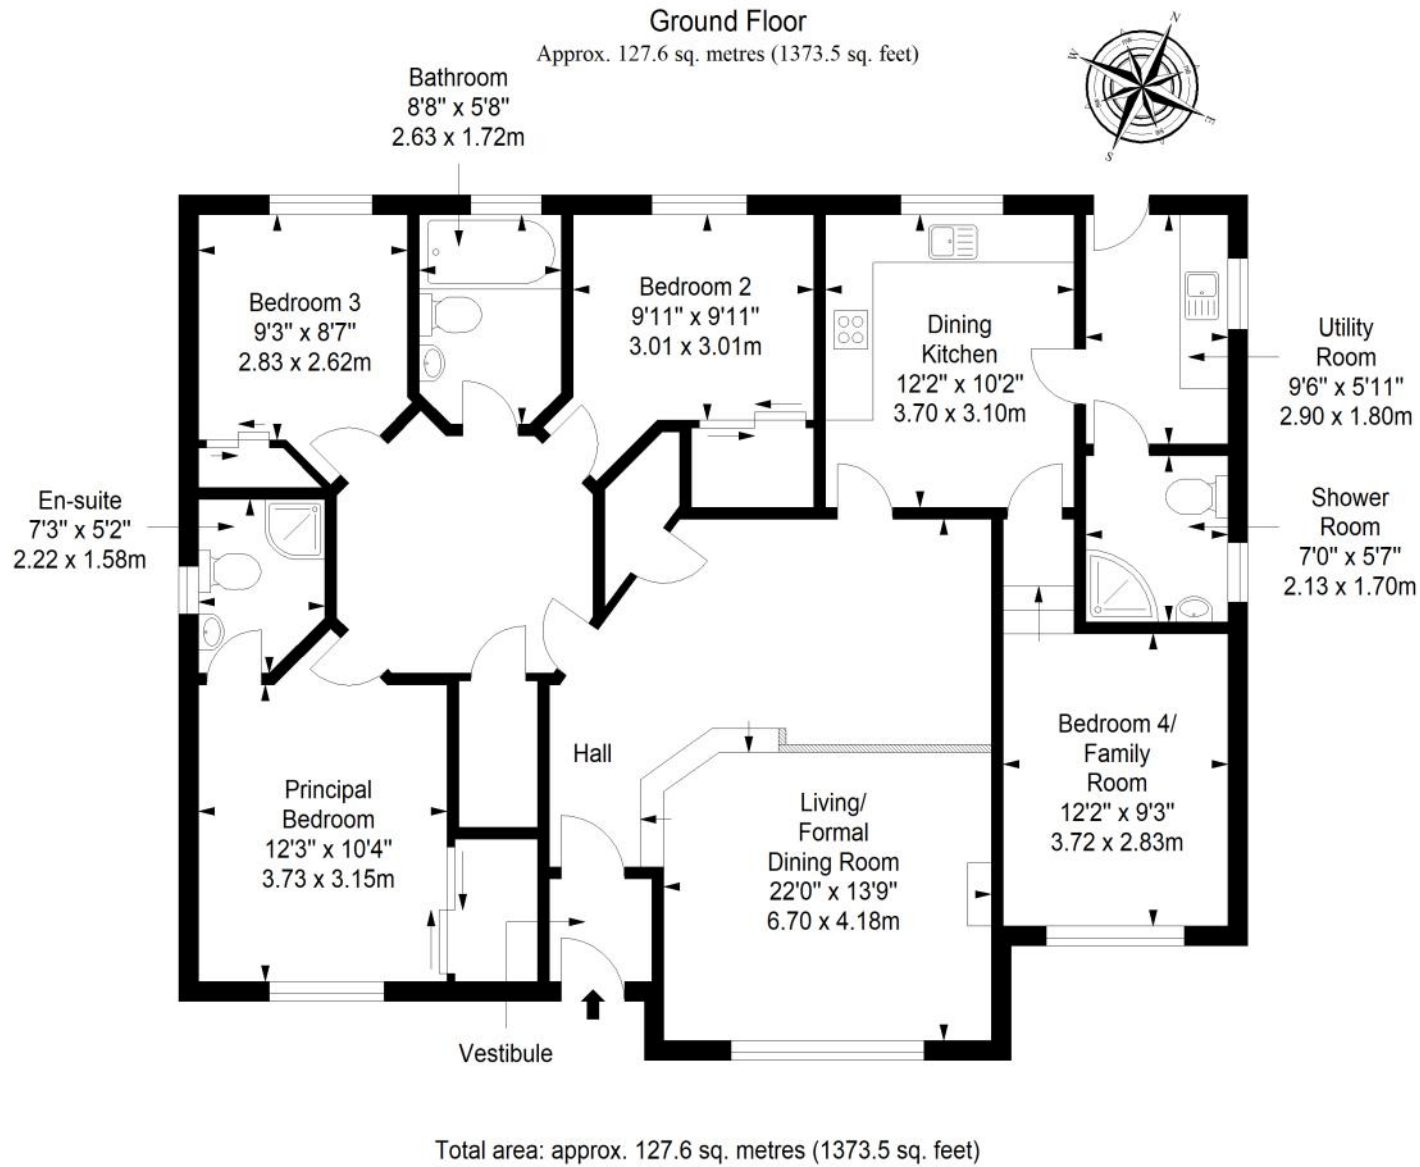 Ground Floor
Approx. 127.6 sq. metres (1373.5 sq. feet)
N
W
E
S
Bathroom
8'8" x 5'8"
2.63 x 1.72m
Bedroom 3
9'3" x 8'7"
2.83 x 2.62m
Bedroom 2
9'11" x 9'11"
3.01 x 3.01m
Dining
Kitchen
12'2" x 10'2"
3.70 x 3.10m
Utility
Room
9'6" x 5'11"
2.90 x 1.80m
En-suite
7'3" x 5'2"
2.22 x 1.58m
Shower
Room
7'0" x 5'7"
2.13 x 1.70m
Hall
Principal
Bedroom
12'3" x 10'4"
3.73 x 3.15m
Living/
Formal
Dining Room
22'0" x 13'9"
6.70 x 4.18m
Bedroom 4/
Family
Room
12'2" x 9'3"
3.72 x 2.83m
Vestibule
Total area: approx. 127.6 sq. metres (1373.5 sq. feet)